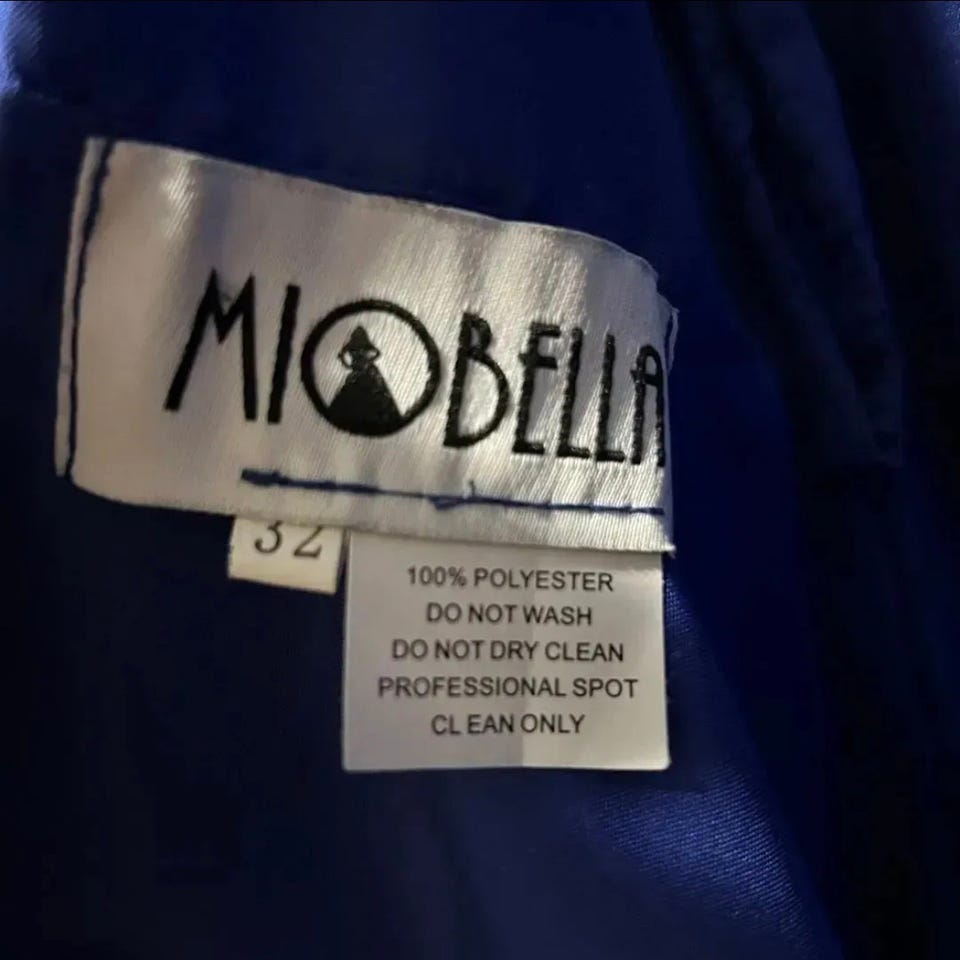 MIOBELLA
32
100% POLYESTER
DO NOT WASH
DO NOT DRY CLEAN
PROFESSIONAL SPOT
CL EAN ONLY